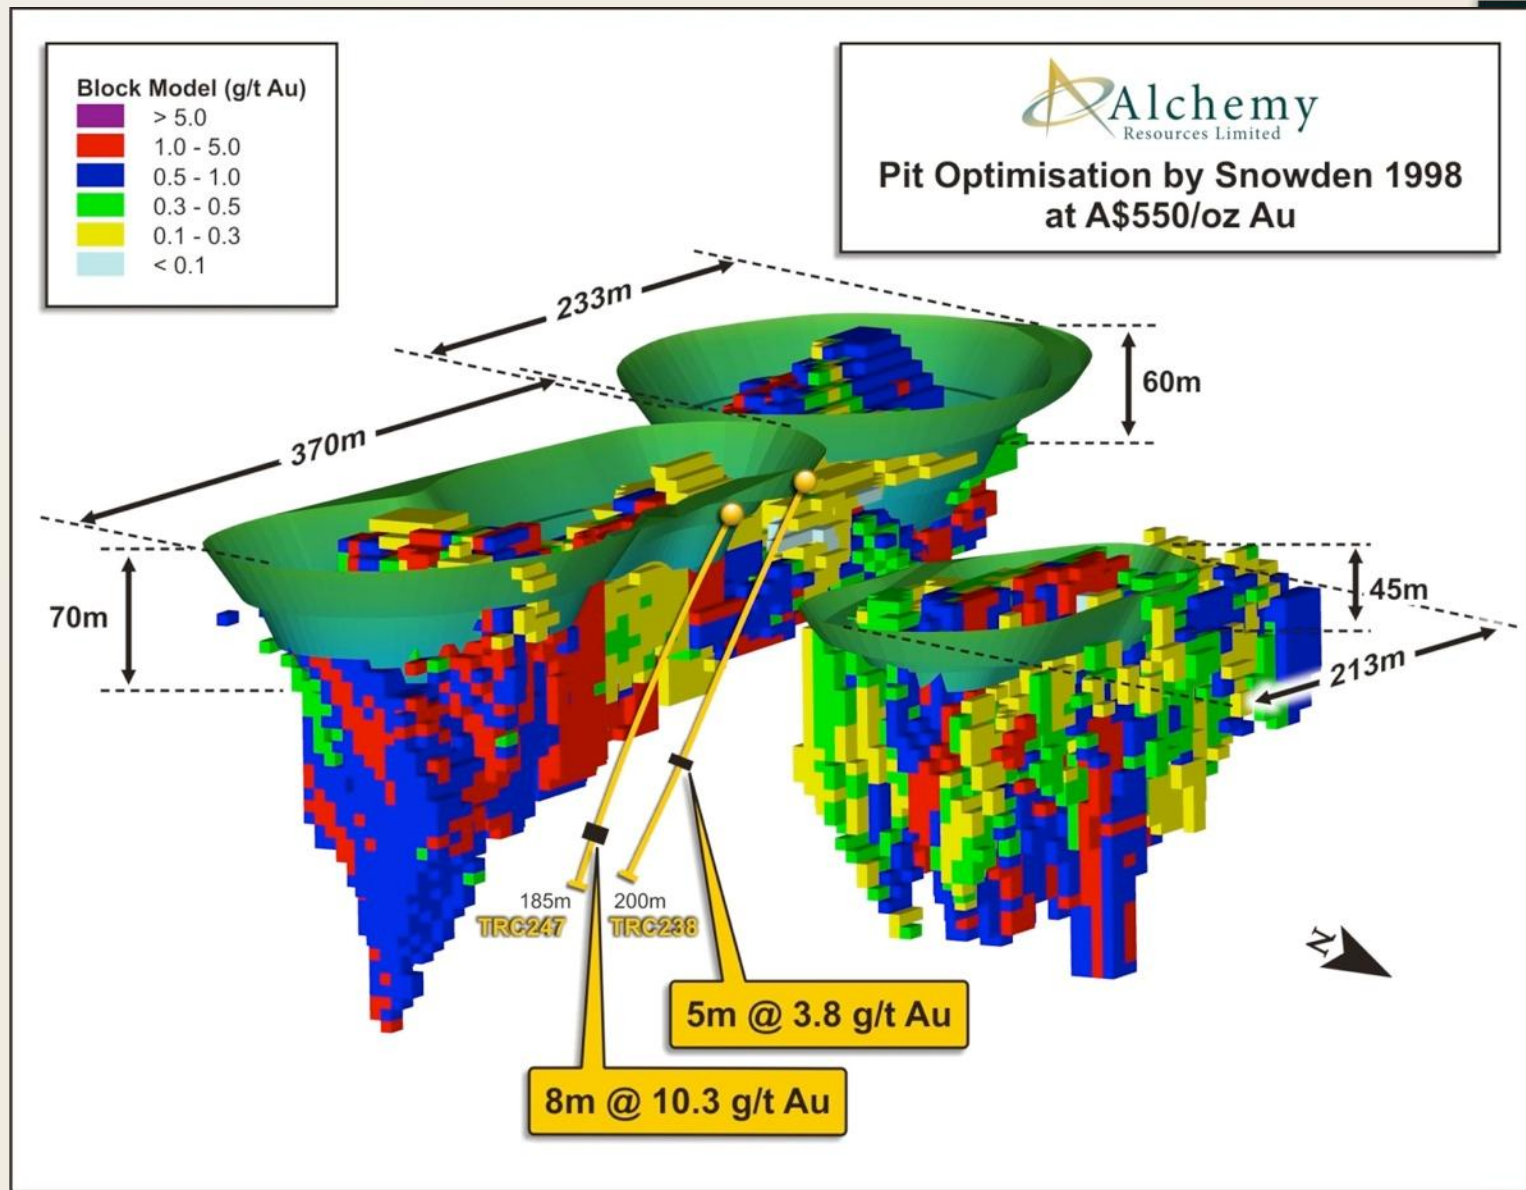 Block Model (g/t Au)
> 5.0
1.0 - 5.0
0.5 - 1.0
0.3 - 0.5
0.1 - 0.3
< 0.1
Alchemy
Resources Limited
Pit Optimisation by Snowden 1998
at A$550/oz Au
233m
60m
370m
70m
45m
213m
185m
TRC247
200m
TRC238
N
5m @ 3.8 g/t Au
8m @ 10.3 g/t Au